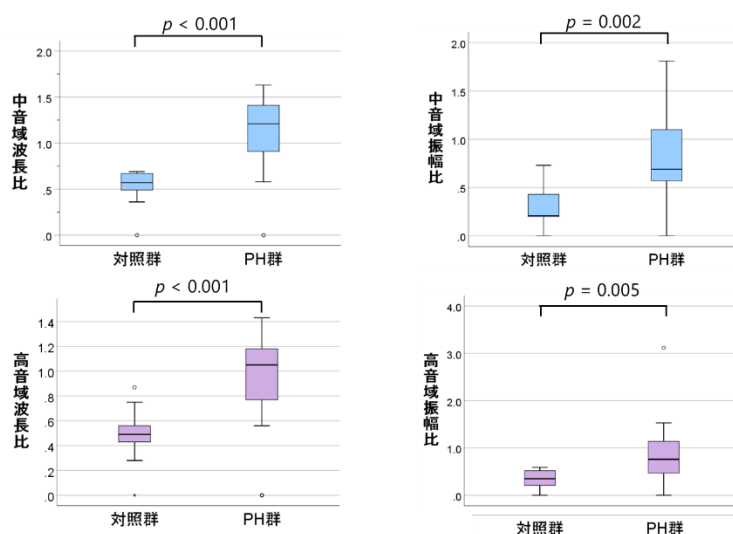 p < 0.001
2.0
1.5
1.0
.5
.0
中音域波長比
対照群 PH群
p = 0.002
2.0
1.0
.5
.0
中音域振幅比
対照群 PH群
p < 0.001
1.4
1.2
1.0
.8
.6
.4
.2
.0
高音域波長比
対照群 PH群
p = 0.005
4.0
3.0
2.0
1.0
.0
高音域振幅比
対照群 PH群